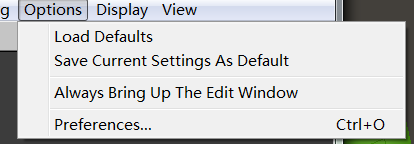 g Options Display View
Load Defaults
Save Current Settings As Default
Always Bring Up The Edit Window
Preferences... Ctrl+O